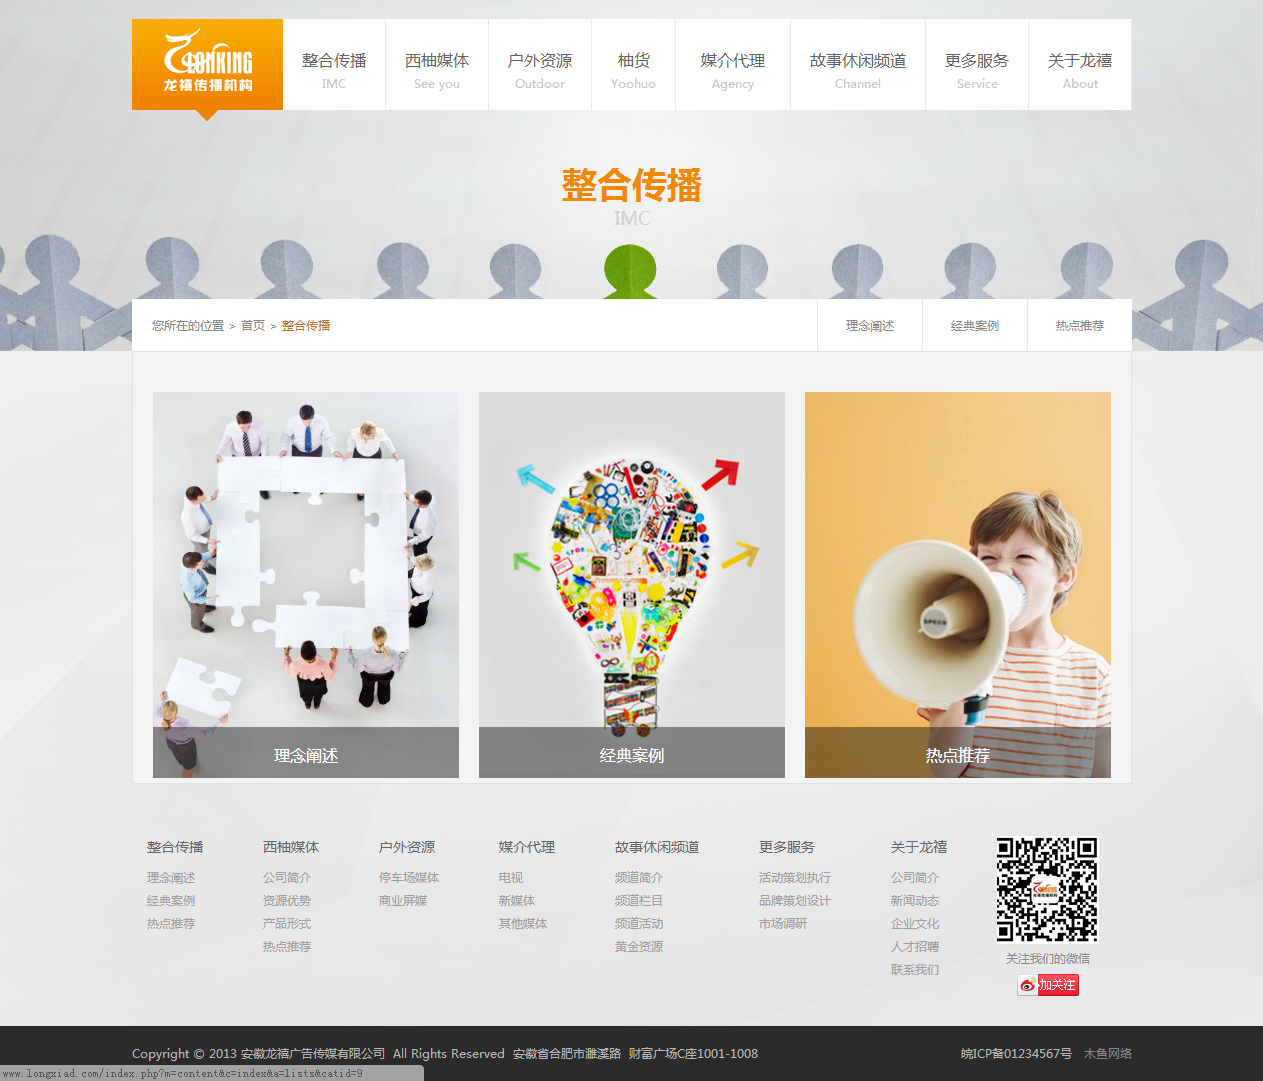 LONKING
龙禧传播机构
整合传播 西柚媒体 户外资源 柚货 媒介代理 故事休闲频道 更多服务 关于龙禧
IMC See you Outdoor Yoohuo Agency Channel Service About
整合传播
IMC
您所在的位置 > 首页 > 整合传播 理念阐述 经典案例 热点推荐
理念阐述 经典案例 热点推荐
整合传播 西柚媒体 户外资源 媒介代理 故事休闲频道 更多服务 关于龙禧
理念阐述 公司简介 停车场媒体 电视 频道简介 活动策划执行 公司简介
经典案例 资源优势 商业屏媒 新媒体 频道栏目 品牌策划设计 新闻动态
热点推荐 产品形式 其他媒体 频道活动 市场调研 企业文化
热点推荐 黄金资源 人才招聘
联系我们
关注我们的微信
加关注
Copyright © 2013 安徽龙禧广告传媒有限公司 All Rights Reserved 安徽省合肥市濉溪路 财富广场C座1001-1008 皖ICP备01234567号 木鱼网络
www.longxiad.com/index.php?m=content&c=index&a=lists&catid=9